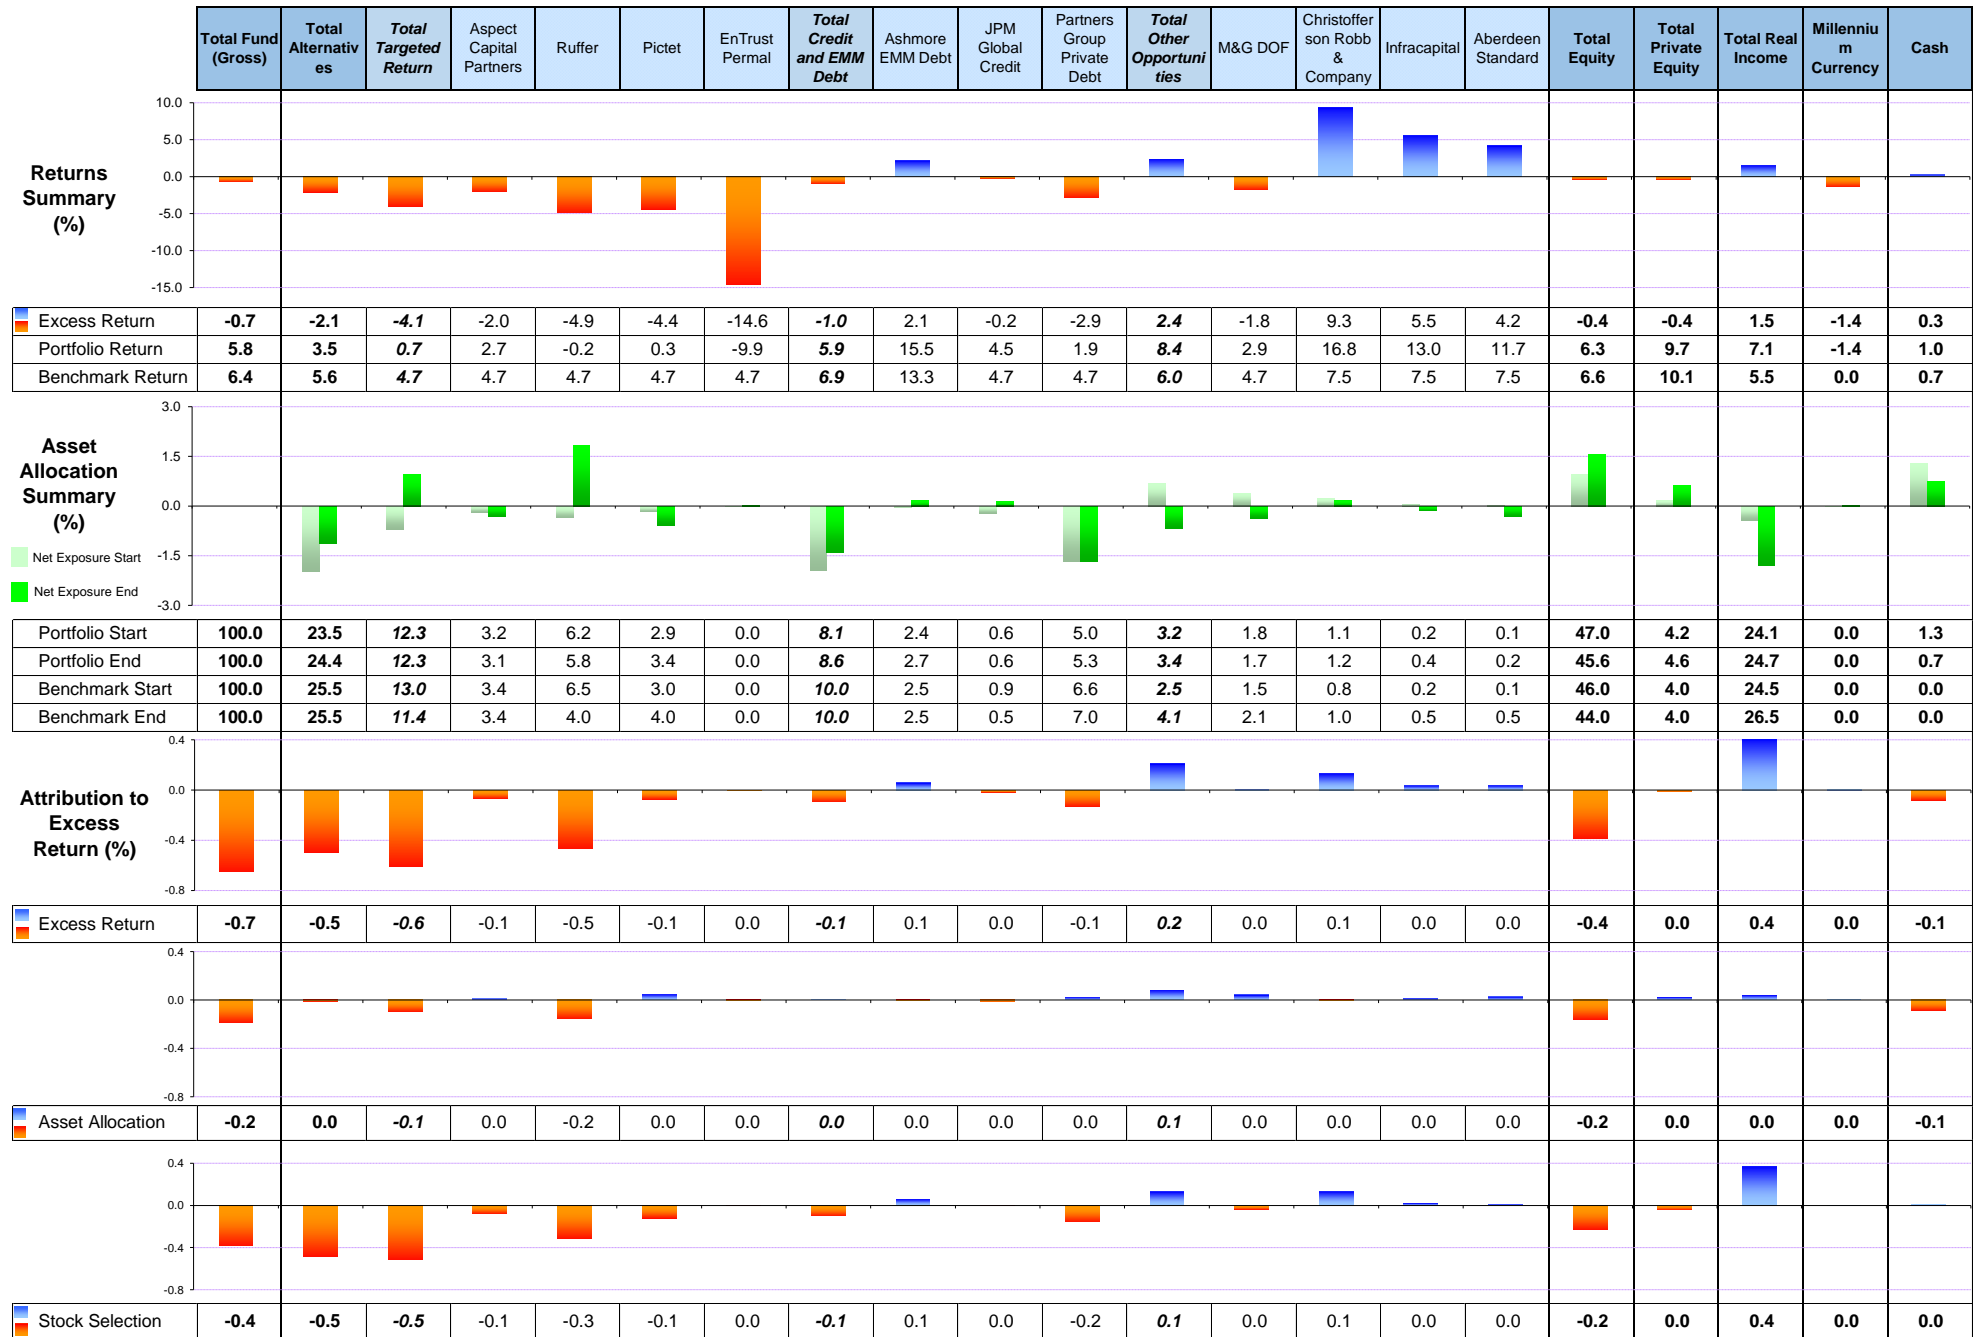 Total Fund (Gross)
Total Alternativ es
Total Targeted Return
Aspect Capital Partners
Ruffer
Pictet
EnTrust Permal
Total Credit and EMM Debt
Ashmore EMM Debt
JPM Global Credit
Partners Group Private Debt
Total Other Opportuni ties
M&G DOF
Christoffer son Robb & Company
Infracapital
Aberdeen Standard
Total Equity
Total Private Equity
Total Real Income
Millenniu m Currency
Cash
Returns Summary (%)
10.0
5.0
0.0
-5.0
-10.0
-15.0
Excess Return -0.7 -2.1 -4.1 -2.0 -4.9 -4.4 -14.6 -1.0 2.1 -0.2 -2.9 2.4 -1.8 9.3 5.5 4.2 -0.4 -0.4 1.5 -1.4 0.3
Portfolio Return 5.8 3.5 0.7 2.7 -0.2 0.3 -9.9 5.9 15.5 4.5 1.9 8.4 2.9 16.8 13.0 11.7 6.3 9.7 7.1 -1.4 1.0
Benchmark Return 6.4 5.6 4.7 4.7 4.7 4.7 4.7 6.9 13.3 4.7 4.7 6.0 4.7 7.5 7.5 7.5 6.6 10.1 5.5 0.0 0.7
Asset Allocation Summary (%)
Net Exposure Start
Net Exposure End
3.0
1.5
0.0
-1.5
-3.0
Portfolio Start 100.0 23.5 12.3 3.2 6.2 2.9 0.0 8.1 2.4 0.6 5.0 3.2 1.8 1.1 0.2 0.1 47.0 4.2 24.1 0.0 1.3
Portfolio End 100.0 24.4 12.3 3.1 5.8 3.4 0.0 8.6 2.7 0.6 5.3 3.4 1.7 1.2 0.4 0.2 45.6 4.6 24.7 0.0 0.7
Benchmark Start 100.0 25.5 13.0 3.4 6.5 3.0 0.0 10.0 2.5 0.9 6.6 2.5 1.5 0.8 0.2 0.1 46.0 4.0 24.5 0.0 0.0
Benchmark End 100.0 25.5 11.4 3.4 4.0 4.0 0.0 10.0 2.5 0.5 7.0 4.1 2.1 1.0 0.5 0.5 44.0 4.0 26.5 0.0 0.0
Attribution to Excess Return (%)
0.4
0.0
-0.4
-0.8
Excess Return -0.7 -0.5 -0.6 -0.1 -0.5 -0.1 0.0 -0.1 0.1 0.0 -0.1 0.2 0.0 0.1 0.0 0.0 -0.4 0.0 0.4 0.0 -0.1
0.4
0.0
-0.4
-0.8
Asset Allocation -0.2 0.0 -0.1 0.0 -0.2 0.0 0.0 0.0 0.0 0.0 0.0 0.1 0.0 0.0 0.0 0.0 -0.2 0.0 0.0 0.0 -0.1
0.4
0.0
-0.4
-0.8
Stock Selection -0.4 -0.5 -0.5 -0.1 -0.3 -0.1 0.0 -0.1 0.1 0.0 -0.2 0.1 0.0 0.1 0.0 0.0 -0.2 0.0 0.4 0.0 0.0